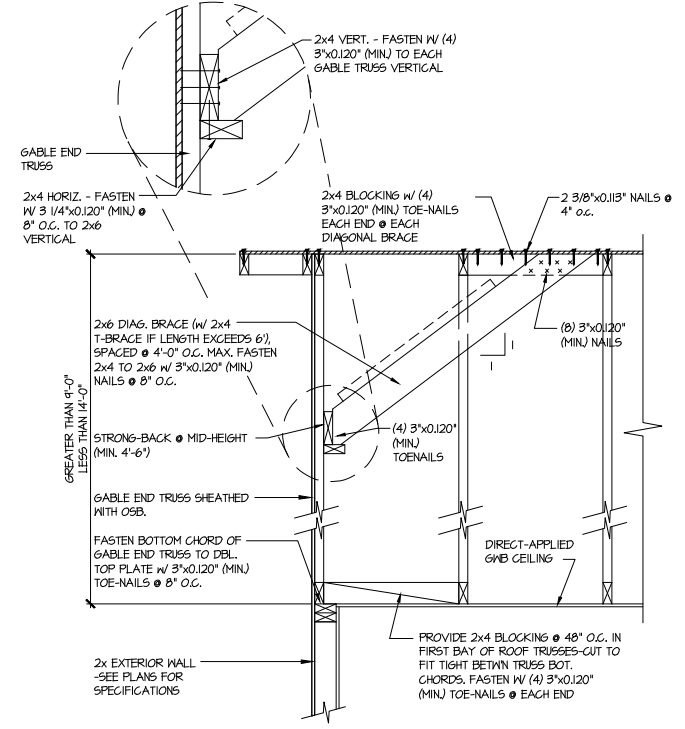 2x4 VERT. - FASTEN W/ (4)
3"x0.120" (MIN.) TO EACH
GABLE TRUSS VERTICAL
GABLE END
TRUSS
2x4 HORIZ. - FASTEN
W/ 3 1/4"x0.120" (MIN.) @
8" O.C. TO 2x6
VERTICAL
2x4 BLOCKING W/ (4)
3"x0.120" (MIN.) TOE-NAILS
EACH END @ EACH
DIAGONAL BRACE
2 3/8"x0.113" NAILS @
4" O.C.
2x6 DIAG. BRACE (W/ 2x4
T-BRACE IF LENGTH EXCEEDS 6'),
SPACED @ 4'-0" O.C. MAX. FASTEN
2x4 TO 2x6 W/ 3"x0.120" (MIN.)
NAILS @ 8" O.C.
(8) 3"x0.120"
(MIN.) NAILS
1
1
GREATER THAN 9'-0"
LESS THAN 14'-0"
STRONG-BACK @ MID-HEIGHT
(MIN. 4'-6")
(4) 3"x0.120"
(MIN.)
TOENAILS
GABLE END TRUSS SHEATHED
WITH OSB.
FASTEN BOTTOM CHORD OF
GABLE END TRUSS TO DBL.
TOP PLATE W/ 3"x0.120" (MIN.)
TOE-NAILS @ 8" O.C.
DIRECT-APPLIED
GWB CEILING
2x EXTERIOR WALL
-SEE PLANS FOR
SPECIFICATIONS
PROVIDE 2x4 BLOCKING @ 48" O.C. IN
FIRST BAY OF ROOF TRUSSES-CUT TO
FIT TIGHT BETW'N TRUSS BOT.
CHORDS. FASTEN W/ (4) 3"x0.120"
(MIN.) TOE-NAILS @ EACH END